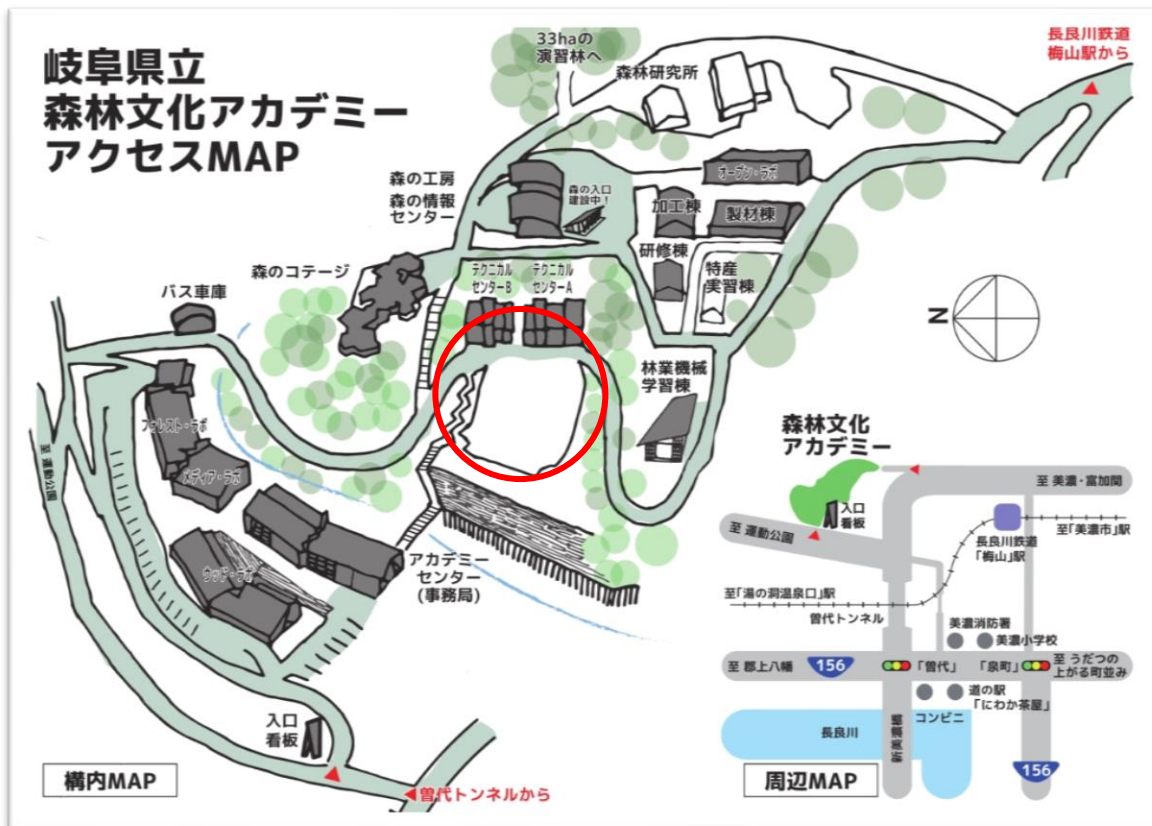 岐阜県立
森林文化アカデミー
アクセスMAP
33haの
演習林へ
長良川鉄道
梅山駅から
森林研究所
オープン・ラボ
森の工房
森の情報
センター
森の入口
建設中！
加工棟
製材棟
研修棟
特産
実習棟
テクニカル
センターB
テクニカル
センターA
森のコテージ
バス車庫
林業機械
学習棟
N
フォレスト・ラボ
メディア・ラボ
ウッド・ラボ
至 運動公園
アカデミー
センター
(事務局)
入口
看板
曽代トンネルから
構内MAP
森林文化
アカデミー
入口
看板
至 運動公園
至 美濃・富加関
至「美濃市」駅
長良川鉄道
「梅山」駅
至「湯の洞温泉口」駅
曽代トンネル
美濃消防署
美濃小学校
至 郡上八幡
156
「曽代」
「泉町」
至 うだつの
上がる町並み
道の駅
「にわか茶屋」
コンビニ
長良川
新美濃橋
156
周辺MAP